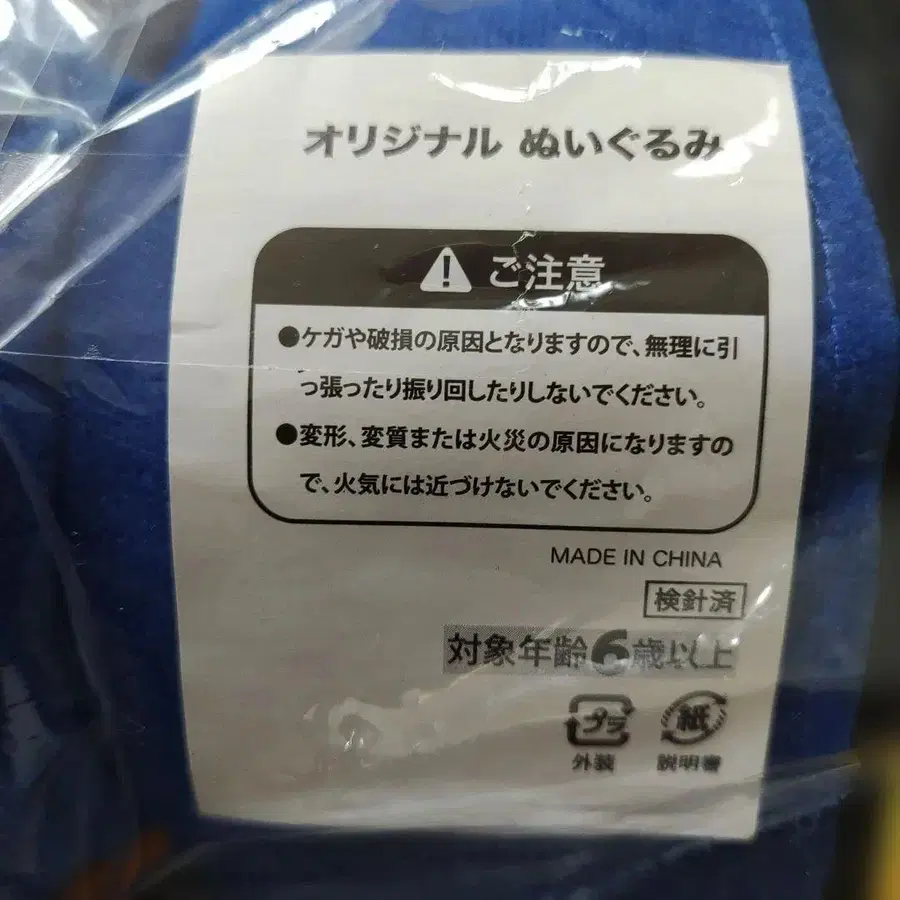 オリジナル ぬいぐるみ
ご注意
●ケガや破損の原因となりますので、無理に引
っ張ったり振り回したりしないでください。
●変形、変質または火災の原因になりますの
で、火気には近づけないでください。
MADE IN CHINA
検針済
対象年齢6歳以上
プラ 紙
外装 説明書